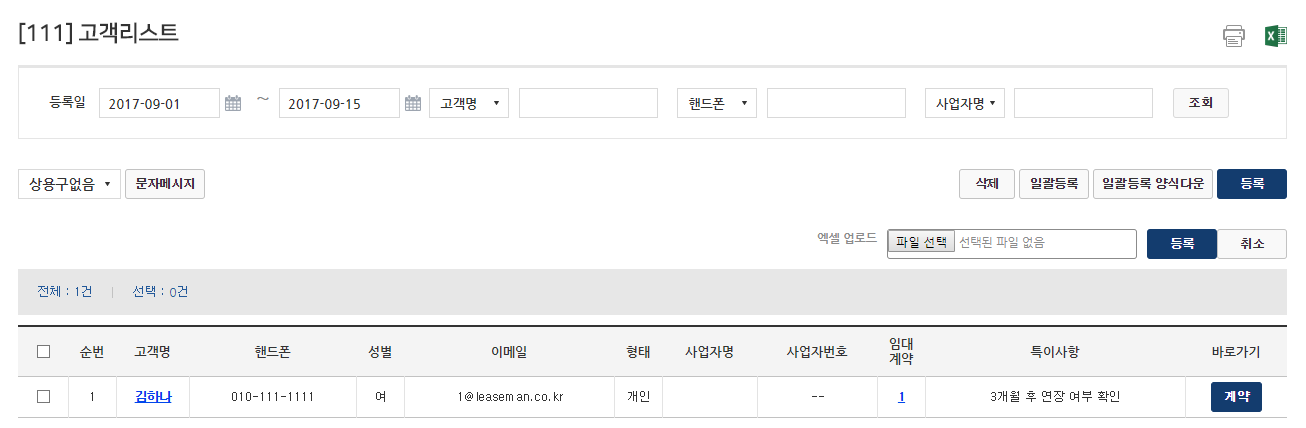 [111] 고객리스트
등록일 2017-09-01 ~ 2017-09-15 고객명 핸드폰 사업자명 조회
상용구없음 문자메시지 삭제 일괄등록 일괄등록 양식다운 등록
엑셀 업로드 파일 선택 선택된 파일 없음 등록 취소
전체 : 1건 | 선택 : 0건
순번 고객명 핸드폰 성별 이메일 형태 사업자명 사업자번호 임대 계약 특이사항 바로가기
1 김하나 010-111-1111 여 1@leaseman.co.kr 개인 -- 1 3개월 후 연장 여부 확인 계약